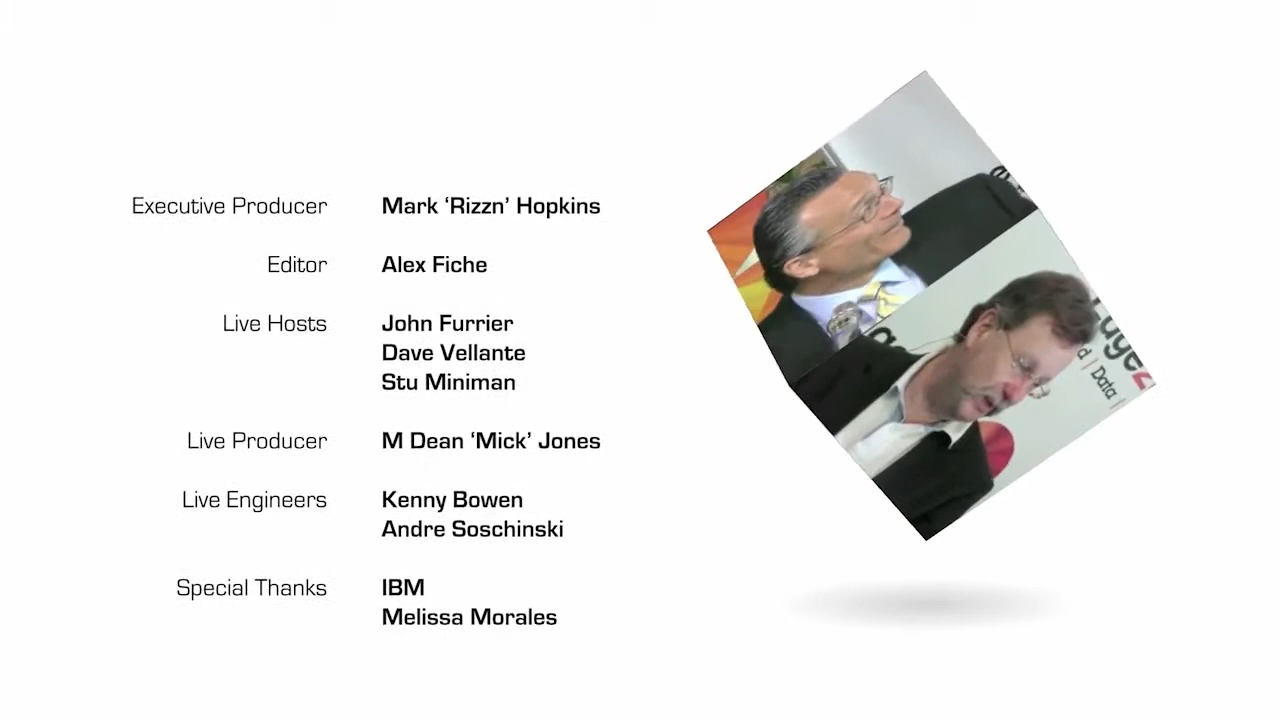 Executive Producer Mark ‘Rizzn’ Hopkins
Editor Alex Fiche
Live Hosts John Furrier
Dave Vellante
Stu Miniman
Live Producer M Dean ‘Mick’ Jones
Live Engineers Kenny Bowen
Andre Soschinski
Special Thanks IBM
Melissa Morales
| Data |